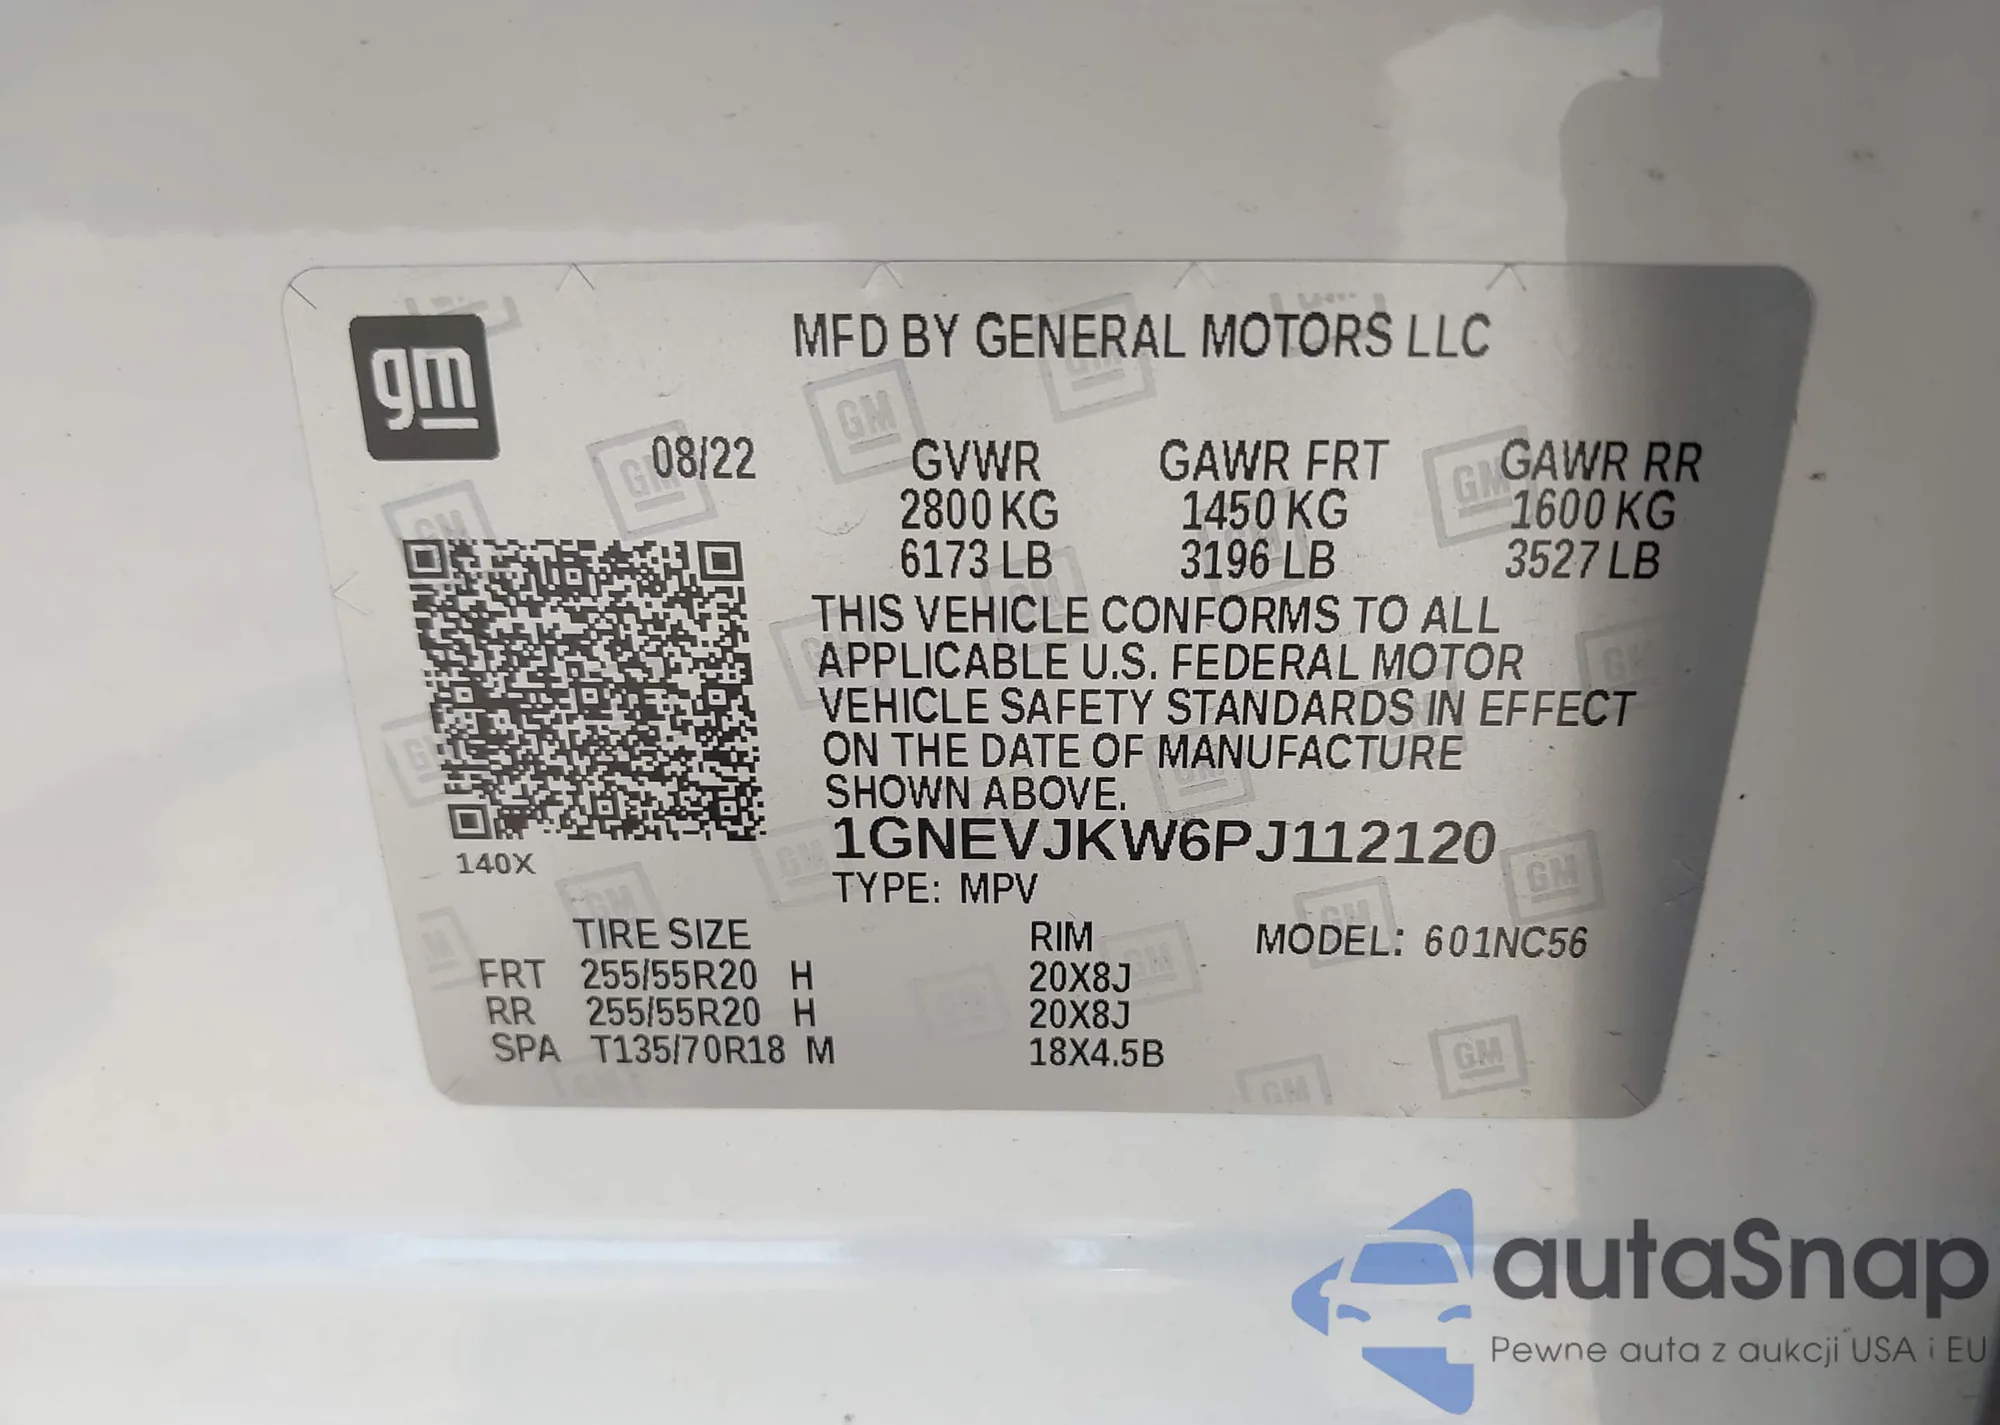 gm
MFD BY GENERAL MOTORS LLC
08/22 GVWR GAWR FRT GAWR RR
2800 KG 1450 KG 1600 KG
6173 LB 3196 LB 3527 LB
THIS VEHICLE CONFORMS TO ALL
APPLICABLE U.S. FEDERAL MOTOR
VEHICLE SAFETY STANDARDS IN EFFECT
ON THE DATE OF MANUFACTURE
SHOWN ABOVE.
1GNEVJKW6PJ112120
140X
TYPE: MPV
TIRE SIZE RIM MODEL: 601NC56
FRT 255/55R20 H 20X8J
RR 255/55R20 H 20X8J
SPA T135/70R18 M 18X4.5B
autaSnap
Pewne auta z aukcji USA i EU